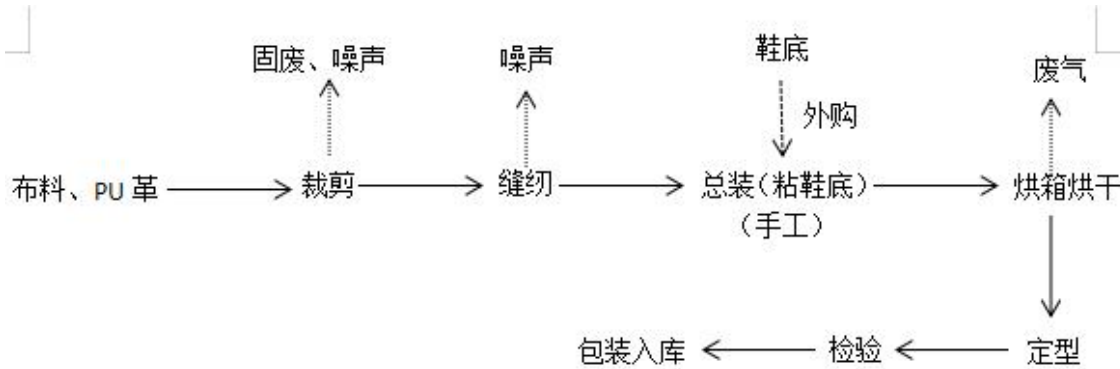 固废、噪声
噪声
鞋底
废气
外购
布料、PU 革
裁剪
缝纫
总装(粘鞋底)
(手工)
烘箱烘干
包装入库
检验
定型